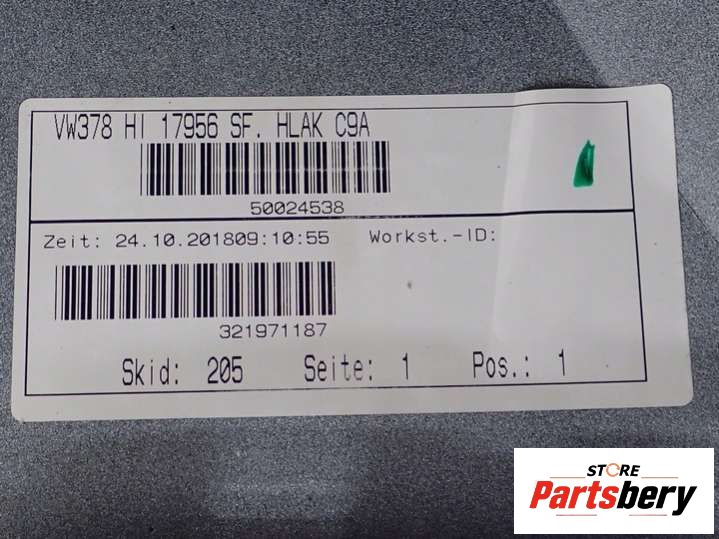 VW378 HI 17956 SF. HLAK C9A
50024538
Zeit: 24.10.201809:10:55 Workst.-ID:
321971187
Skid: 205 Seite: 1 Pos.: 1
STORE
Partsbery